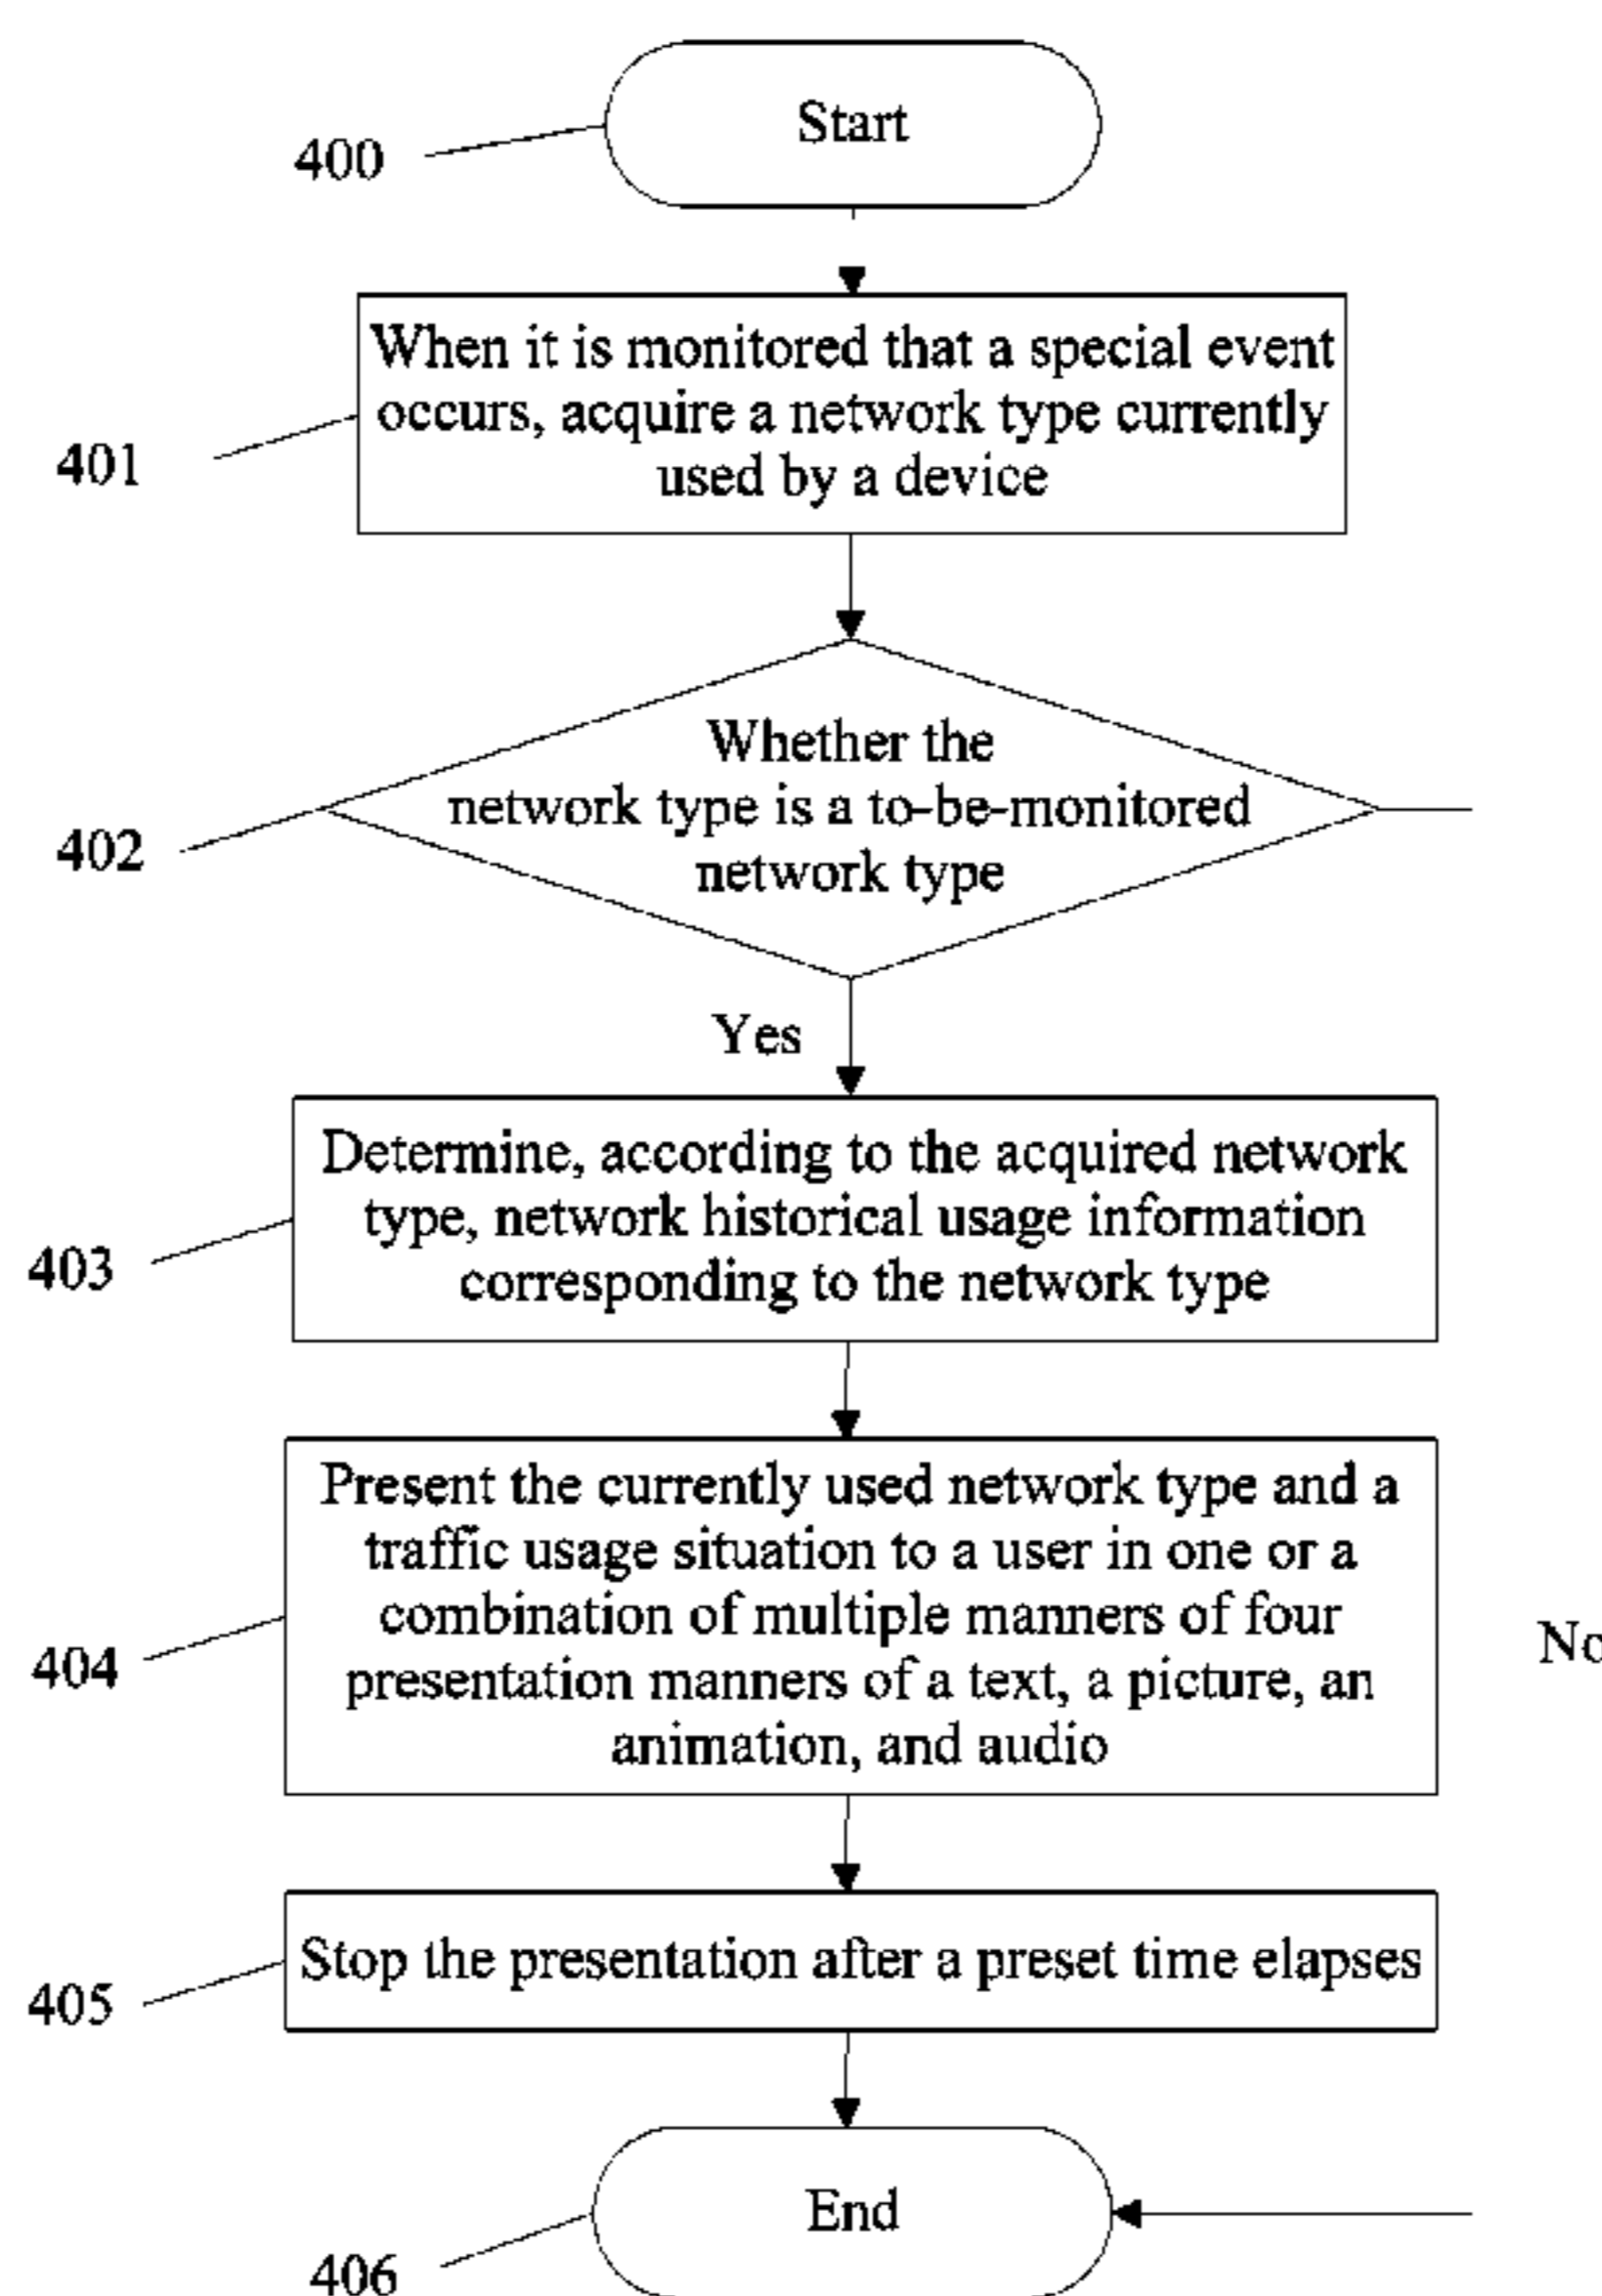 Start
400
When it is monitored that a special event
occurs, acquire a network type currently
used by a device
401
Whether the
network type is a to-be-monitored
network type
402
Yes
Determine, according to the acquired network
type, network historical usage information
corresponding to the network type
403
Present the currently used network type and a
traffic usage situation to a user in one or a
combination of multiple manners of four
presentation manners of a text, a picture, an
animation, and audio
404
No
Stop the presentation after a preset time elapses
405
End
406